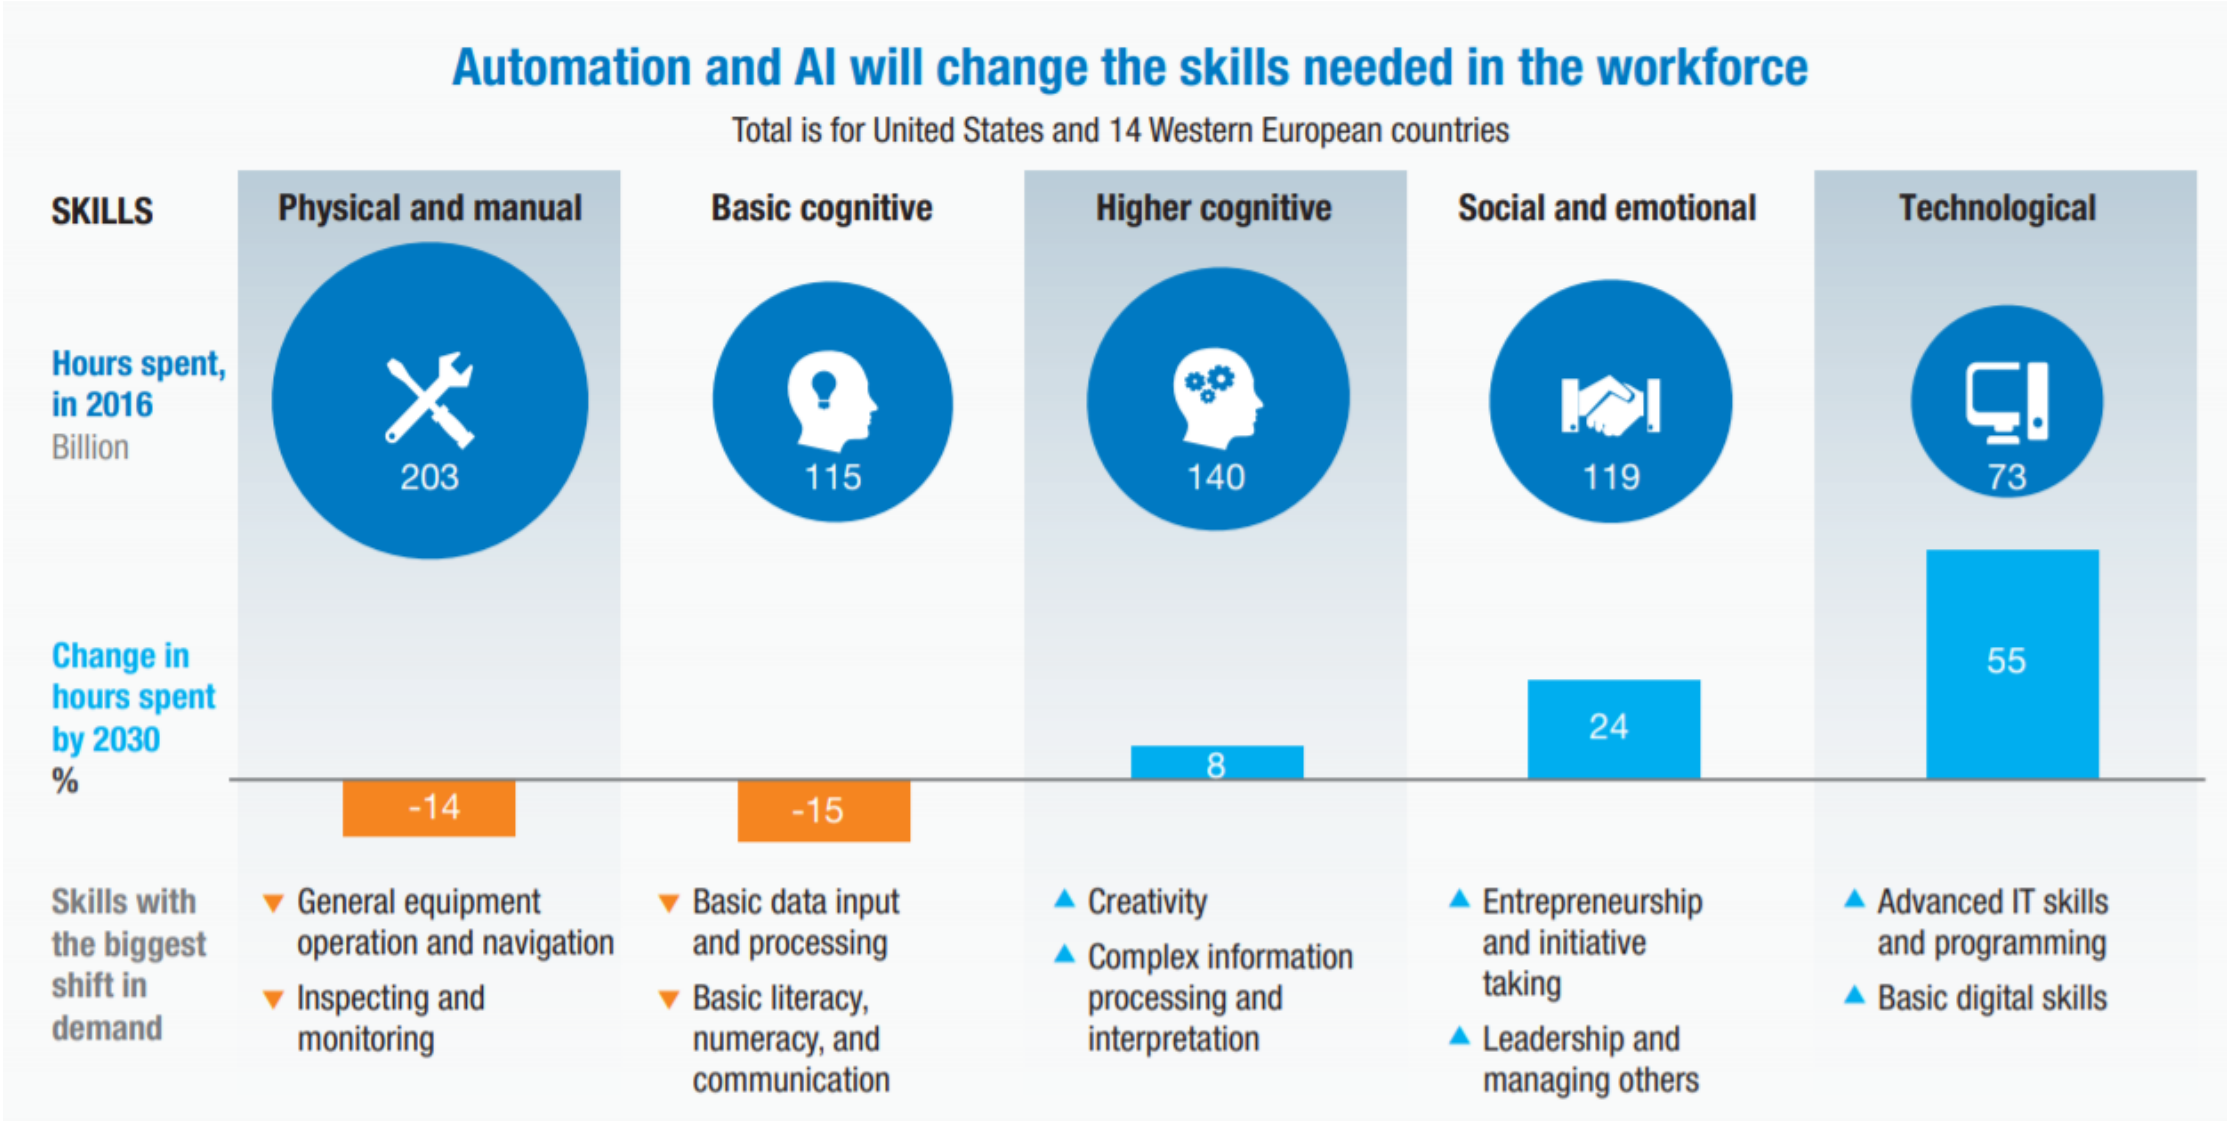 Automation and AI will change the skills needed in the workforce
Total is for United States and 14 Western European countries
SKILLS
Physical and manual
Basic cognitive
Higher cognitive
Social and emotional
Technological
Hours spent,
in 2016
Billion
203
115
140
119
73
Change in
hours spent
by 2030
%
-14
-15
8
24
55
Skills with
the biggest
shift in
demand
▼ General equipment
operation and navigation
▼ Inspecting and
monitoring
▼ Basic data input
and processing
▼ Basic literacy,
numeracy, and
communication
▲ Creativity
▲ Complex information
processing and
interpretation
▲ Entrepreneurship
and initiative
taking
▲ Leadership and
managing others
▲ Advanced IT skills
and programming
▲ Basic digital skills